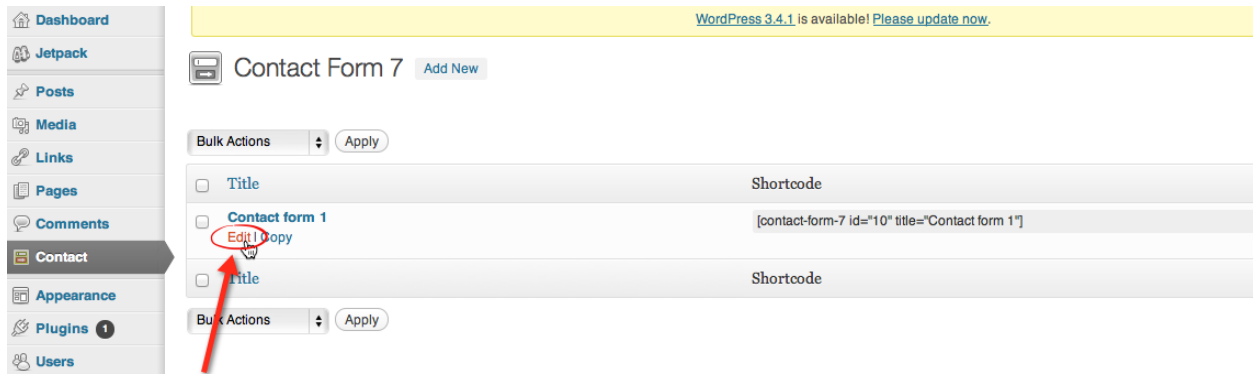 Dashboard
Jetpack
Posts
Media
Links
Pages
Comments
Contact
Appearance
Plugins 1
Users
WordPress 3.4.1 is available! Please update now.
Contact Form 7 Add New
Bulk Actions Apply
Title Shortcode
Contact form 1 [contact-form-7 id="10" title="Contact form 1"]
Edit | Copy
Title Shortcode
Bulk Actions Apply